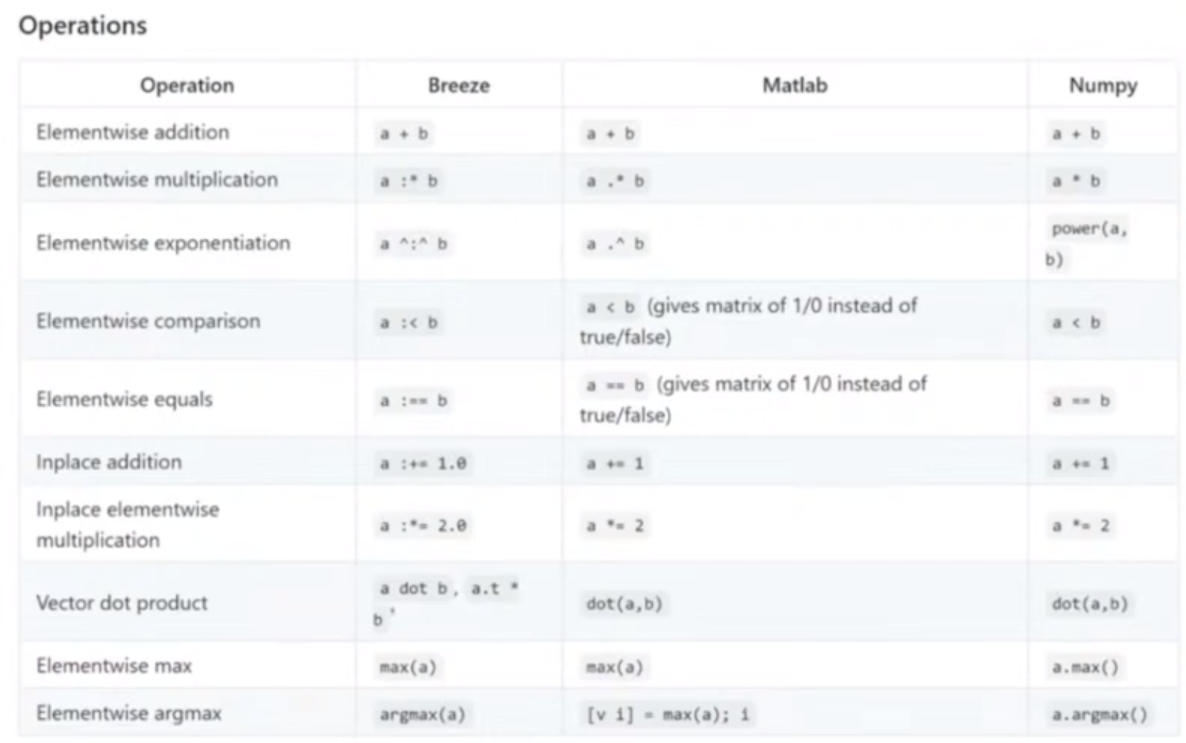 Operations
Operation Breeze Matlab Numpy
Elementwise addition a + b a + b a + b
Elementwise multiplication a :* b a .* b a * b
Elementwise exponentiation a ^:^ b a .^ b power(a,
b)
Elementwise comparison a :< b a < b (gives matrix of 1/0 instead of
true/false) a < b
Elementwise equals a :== b a == b (gives matrix of 1/0 instead of
true/false) a == b
Inplace addition a :+= 1.0 a += 1 a += 1
Inplace elementwise
multiplication a :*= 2.0 a *= 2 a *= 2
Vector dot product a dot b, a.t *
b' dot(a,b) dot(a,b)
Elementwise max max(a) max(a) a.max()
Elementwise argmax argmax(a) [v i] = max(a); i a.argmax()